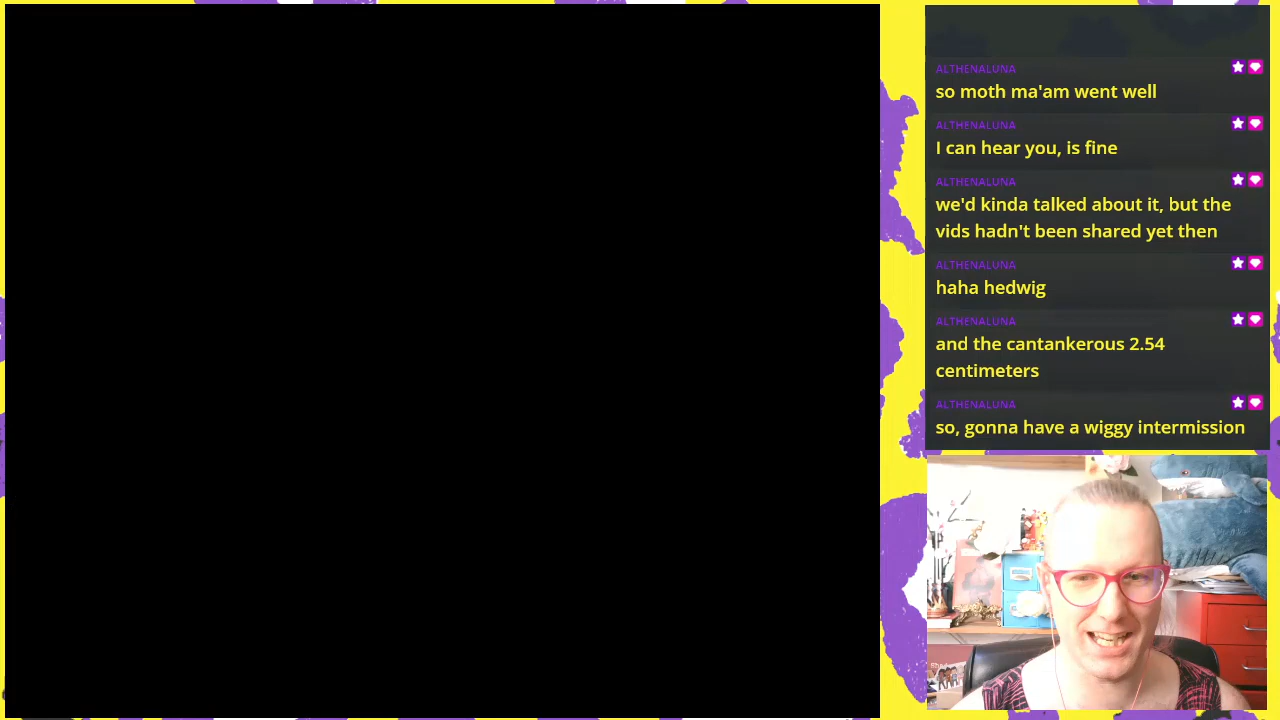 ALTHENALUNA
so moth ma'am went well
ALTHENALUNA
I can hear you, is fine
ALTHENALUNA
we'd kinda talked about it, but the
vids hadn't been shared yet then
ALTHENALUNA
haha hedwig
ALTHENALUNA
and the cantankerous 2.54
centimeters
ALTHENALUNA
so, gonna have a wiggy intermission